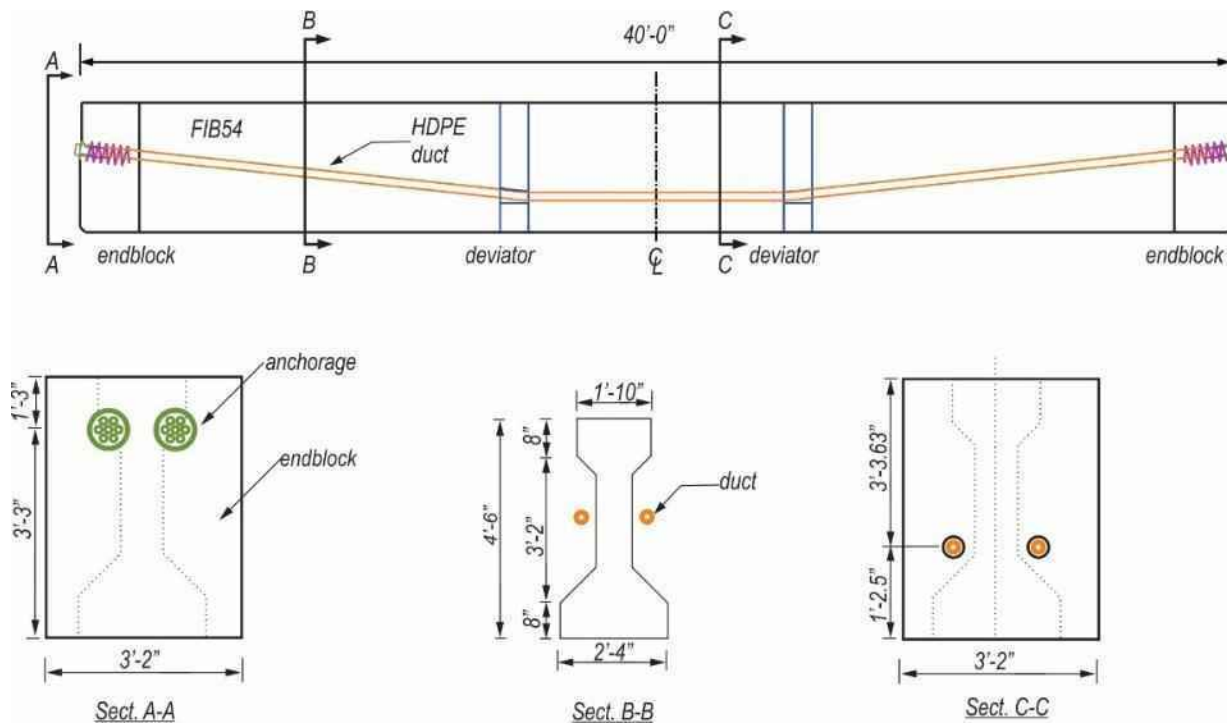 B
C
40'-0"
A
FIB54
HDPE
duct
A
endblock
B
deviator
C
L
C
deviator
endblock
1'-3"
3'-3"
anchorage
endblock
3'-2"
Sect. A-A
1'-10"
8"
4'-6"
3'-2"
8"
duct
2'-4"
Sect. B-B
3'-3.63"
1'-2.5"
3'-2"
Sect. C-C